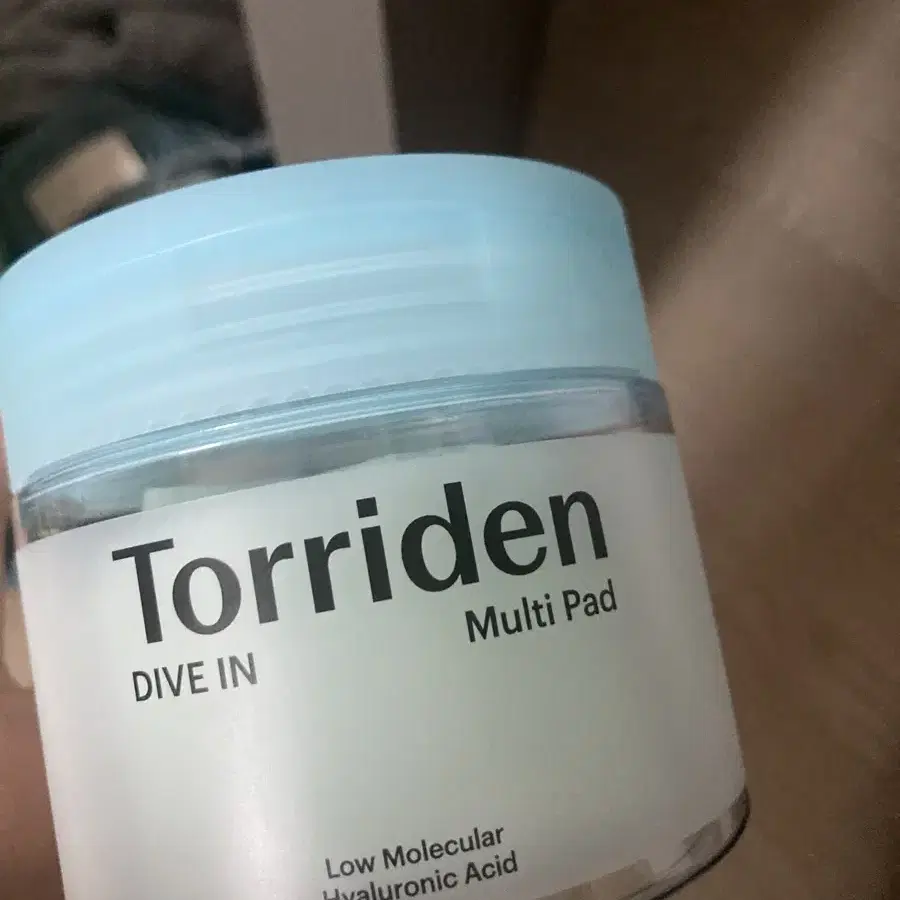 Torriden
DIVE IN
Multi Pad
Low Molecular
Hyaluronic Acid